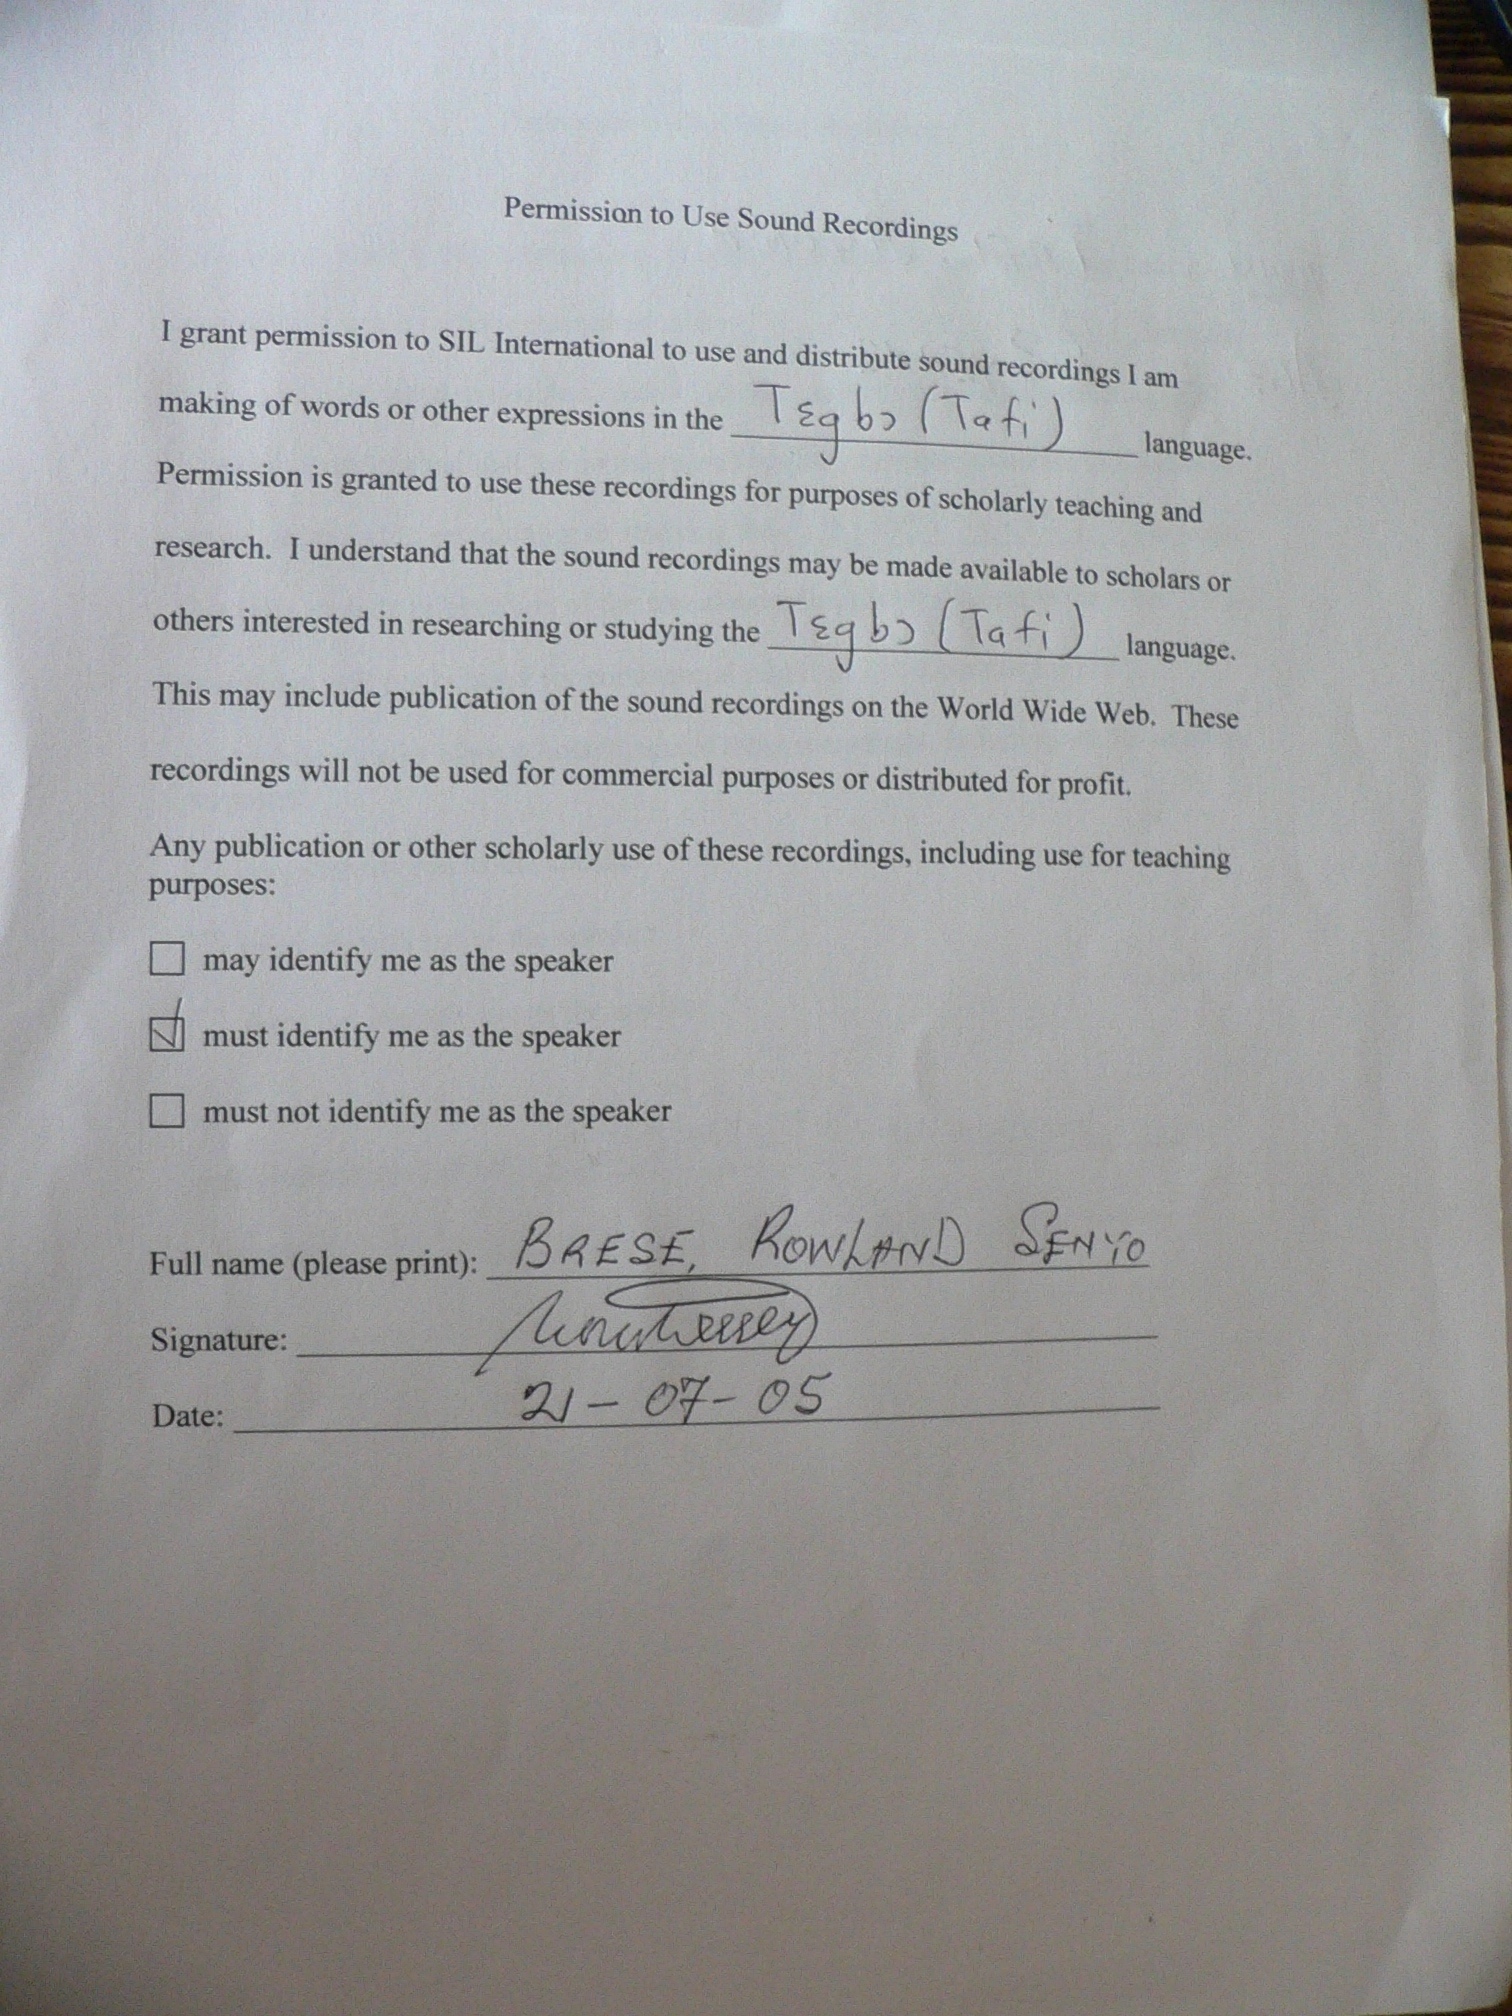 Permission to Use Sound Recordings
I grant permission to SIL International to use and distribute sound recordings I am
making of words or other expressions in the Tɛgbɔ (Tafi) language.
Permission is granted to use these recordings for purposes of scholarly teaching and
research. I understand that the sound recordings may be made available to scholars or
others interested in researching or studying the Tɛgbɔ (Tafi) language.
This may include publication of the sound recordings on the World Wide Web. These
recordings will not be used for commercial purposes or distributed for profit.
Any publication or other scholarly use of these recordings, including use for teaching
purposes:
☐ may identify me as the speaker
☑ must identify me as the speaker
☐ must not identify me as the speaker
Full name (please print): BRESE, ROWLAND SENYO
Signature:
Date: 21-07-05